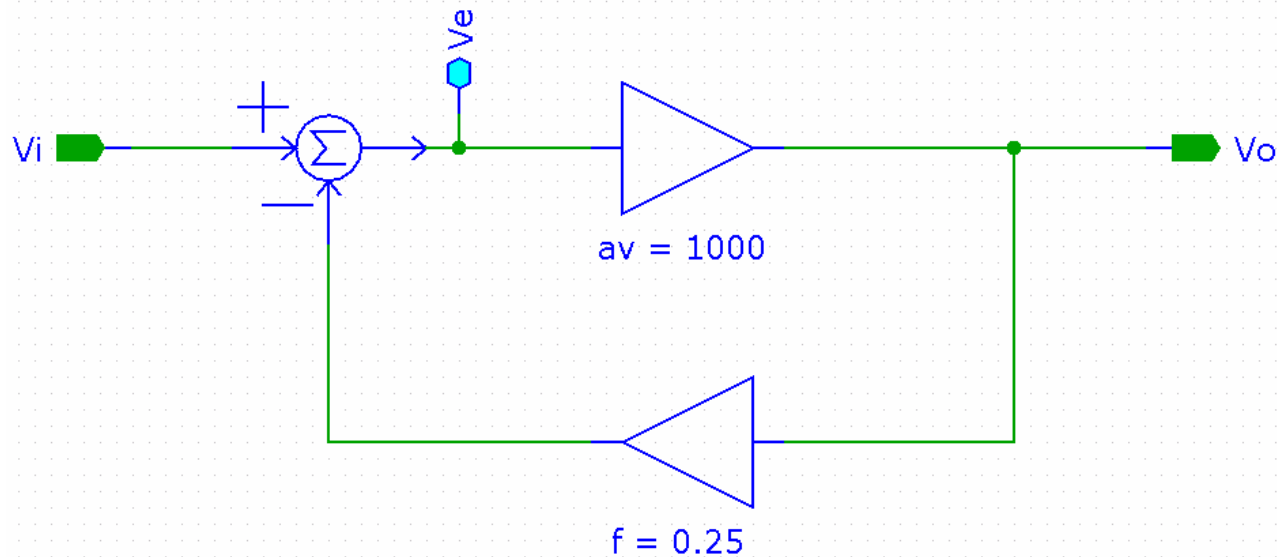 Ve
+
Vi
Σ
Vo
—
av = 1000
f = 0.25